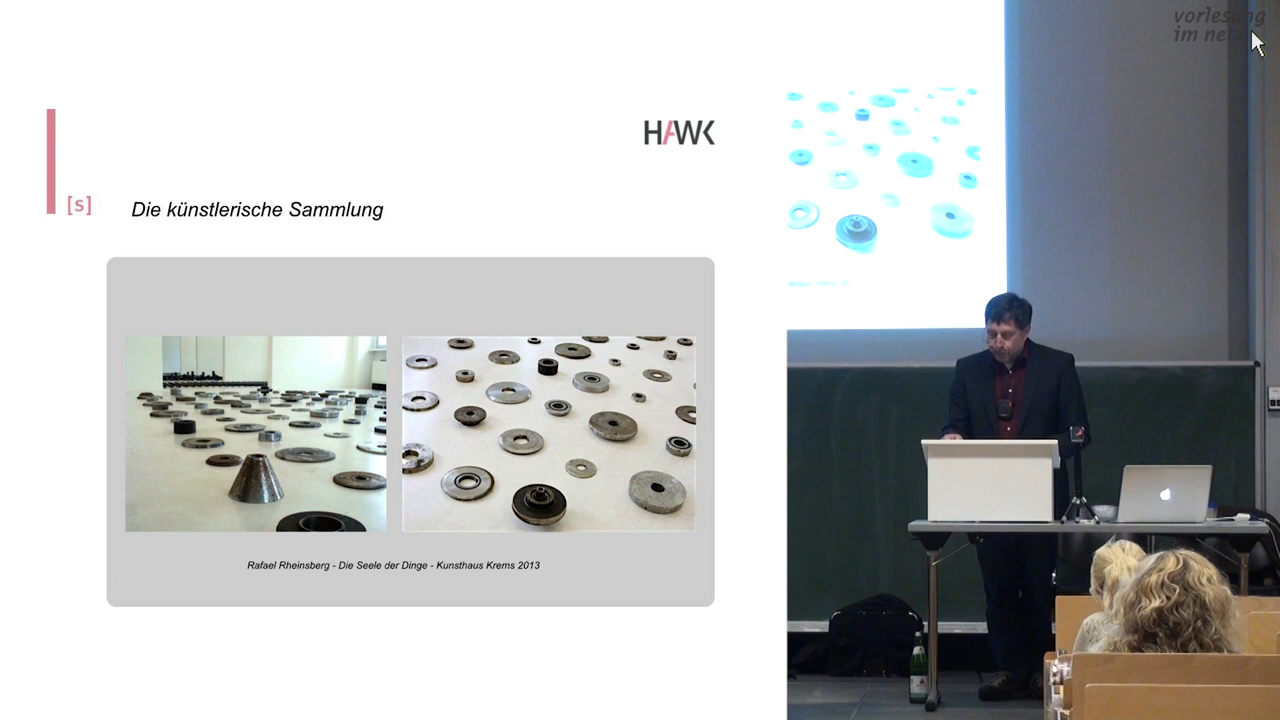 vorlesung
im netz
HAWK
[s]
Die künstlerische Sammlung
Rafael Rheinsberg - Die Seele der Dinge - Kunsthaus Krems 2013